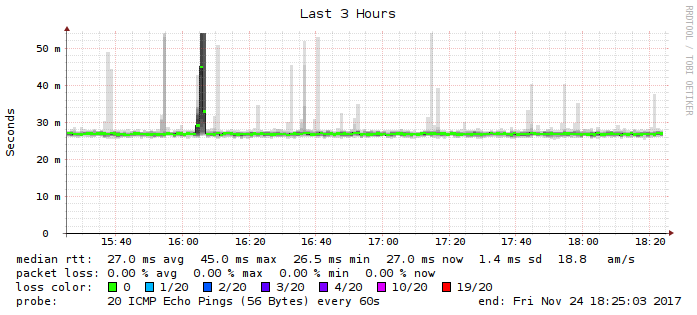 Last 3 Hours
RRDTOOL / TOBI OETIKER
Seconds
50 m
40 m
30 m
20 m
10 m
0
15:40 16:00 16:20 16:40 17:00 17:20 17:40 18:00 18:20
median rtt: 27.0 ms avg 45.0 ms max 26.5 ms min 27.0 ms now 1.4 ms sd 18.8 am/s
packet loss: 0.00 % avg 0.00 % max 0.00 % min 0.00 % now
loss color: 0 1/20 2/20 3/20 4/20 10/20 19/20
probe: 20 ICMP Echo Pings (56 Bytes) every 60s end: Fri Nov 24 18:25:03 2017